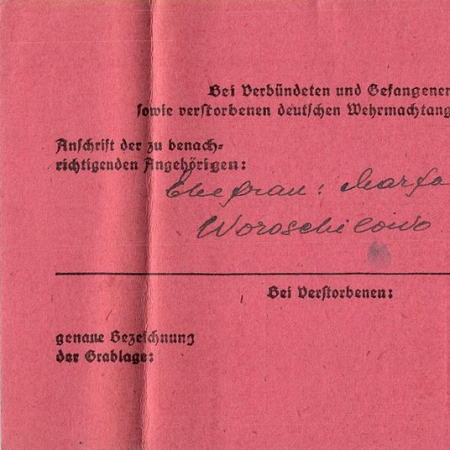 Bei Verbündeten und Gefangenen
sowie verstorbenen deutschen Wehrmachtang
Anschrift der zu benach-
richtigenden Angehörigen:
Ehefrau: Marfa
Woroschilowo
Bei Verstorbenen:
genaue Bezeichnung
der Grablage: